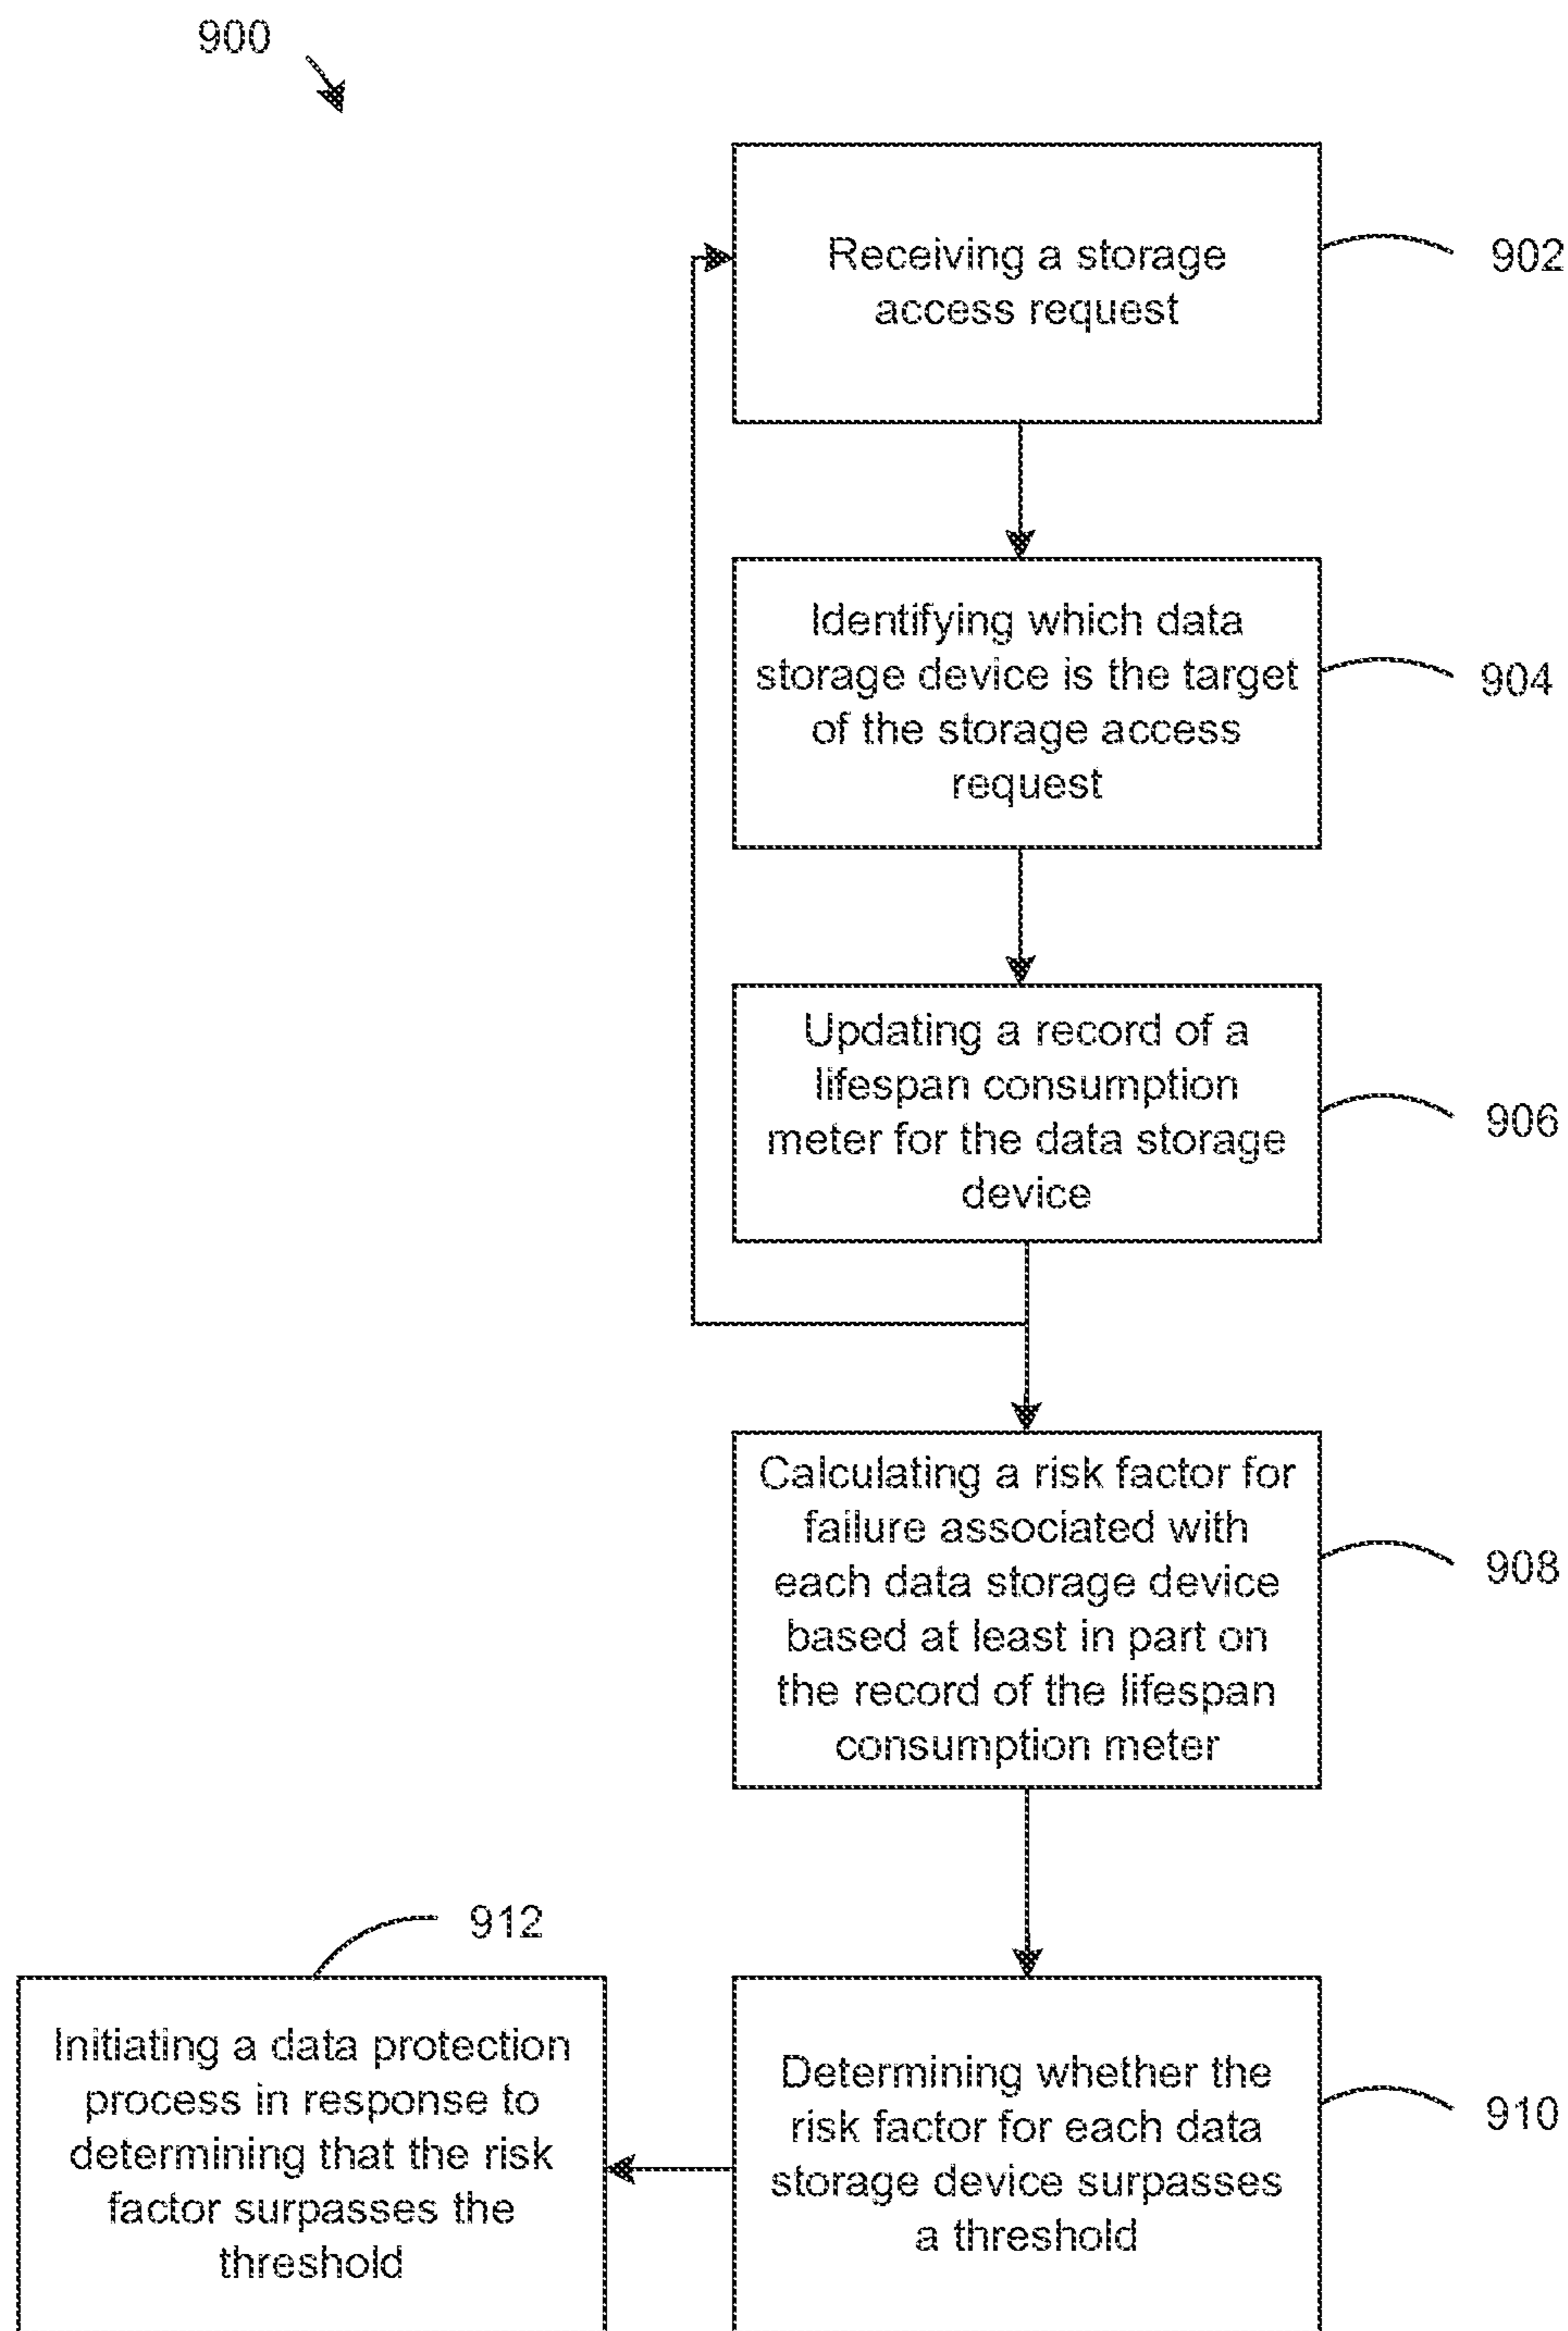 900
Receiving a storage
access request
902
Identifying which data
storage device is the target
of the storage access
request
904
Updating a record of a
lifespan consumption
meter for the data storage
device
906
Calculating a risk factor for
failure associated with
each data storage device
based at least in part on
the record of the lifespan
consumption meter
908
912
Initiating a data protection
process in response to
determining that the risk
factor surpasses the
threshold
Determining whether the
risk factor for each data
storage device surpasses
a threshold
910